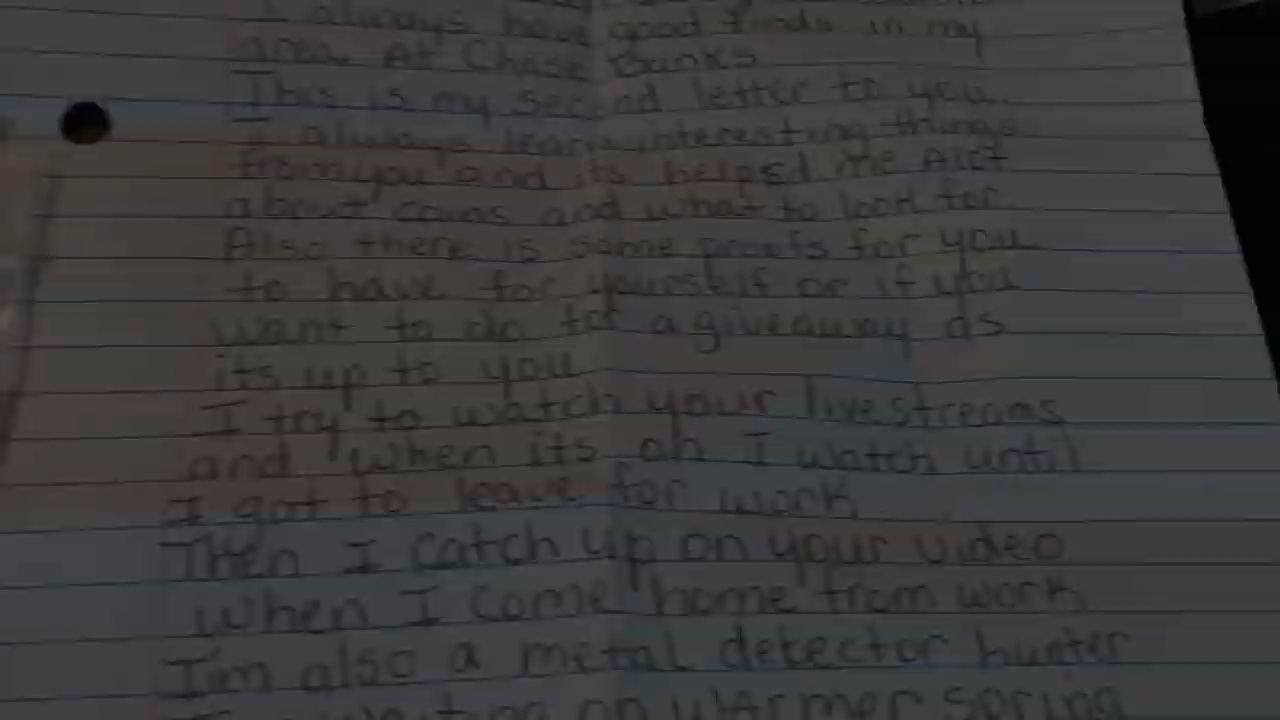 I always have good finds in my
area. At Chase Banks
This is my second letter to you.
I always learn interesting things
from you and its helped me Alot
about coins and what to look for.
Also there is some proofs for you
to have for yourself or if you
want to do for a giveaway as
its up to you
I try to watch your livestreams
and when its on I watch until
I got to leave for work
Then I catch up on your video
when I come home from work
I'm also a metal detector hunter
waiting on warmer spring